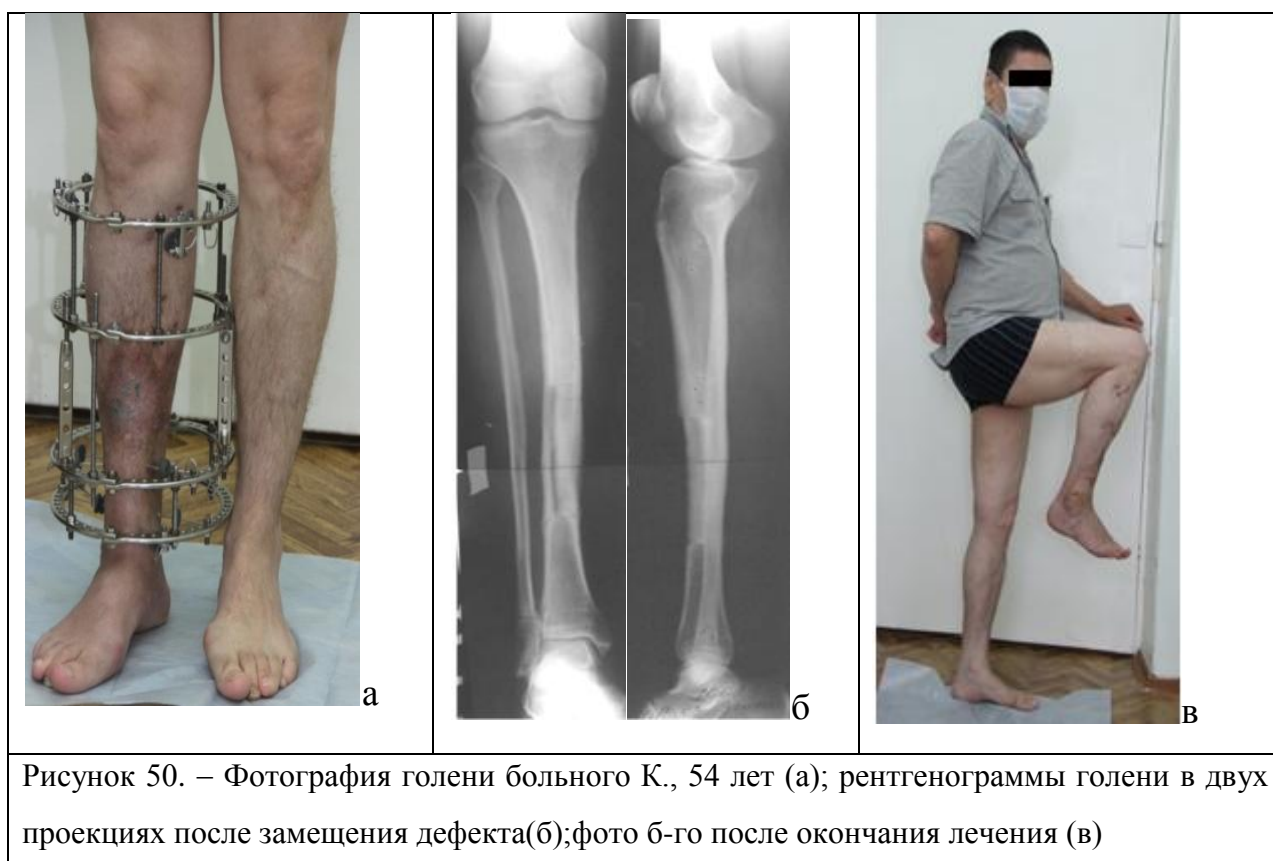 а
б
в
Рисунок 50. – Фотография голени больного К., 54 лет (а); рентгенограммы голени в двух
проекциях после замещения дефекта(б);фото б-го после окончания лечения (в)